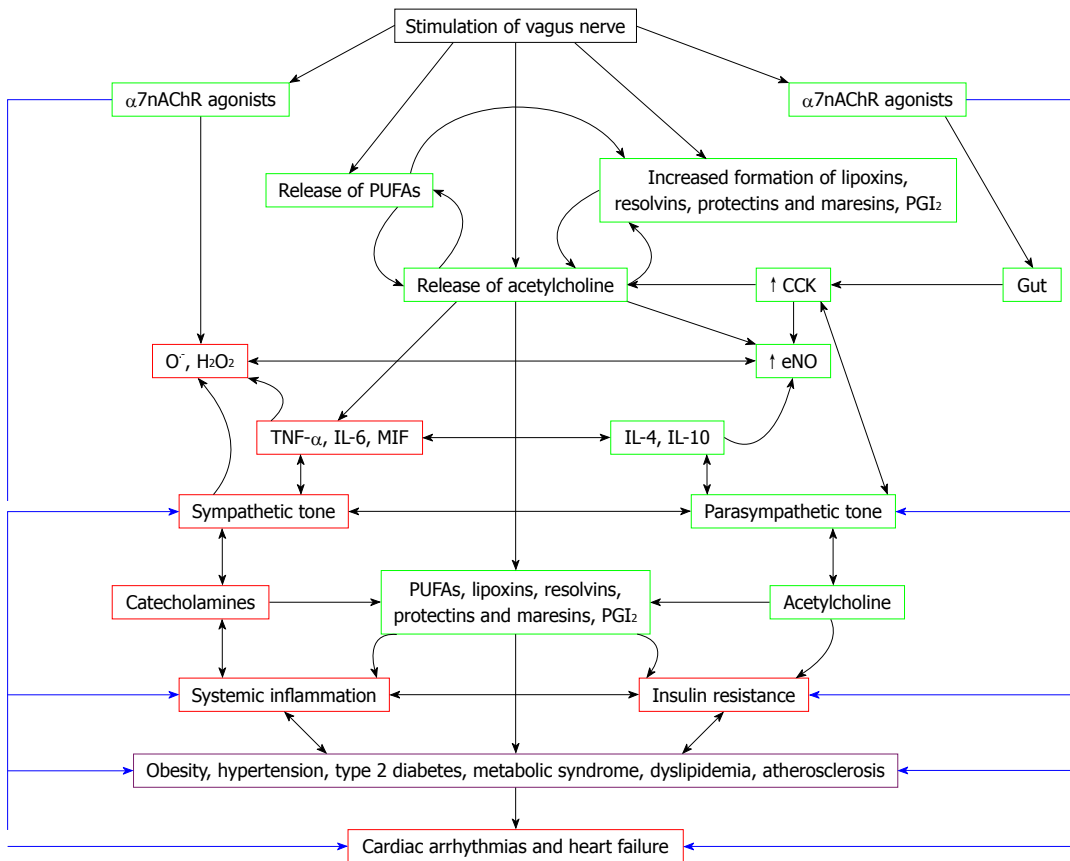 Stimulation of vagus nerve
α7nAChR agonists
α7nAChR agonists
Release of PUFAs
Increased formation of lipoxins,
resolvins, protectins and maresins, PGI₂
Release of acetylcholine
↑ CCK
Gut
O⁻, H₂O₂
↑ eNO
TNF-α, IL-6, MIF
IL-4, IL-10
Sympathetic tone
Parasympathetic tone
Catecholamines
PUFAs, lipoxins, resolvins,
protectins and maresins, PGI₂
Acetylcholine
Systemic inflammation
Insulin resistance
Obesity, hypertension, type 2 diabetes, metabolic syndrome, dyslipidemia, atherosclerosis
Cardiac arrhythmias and heart failure